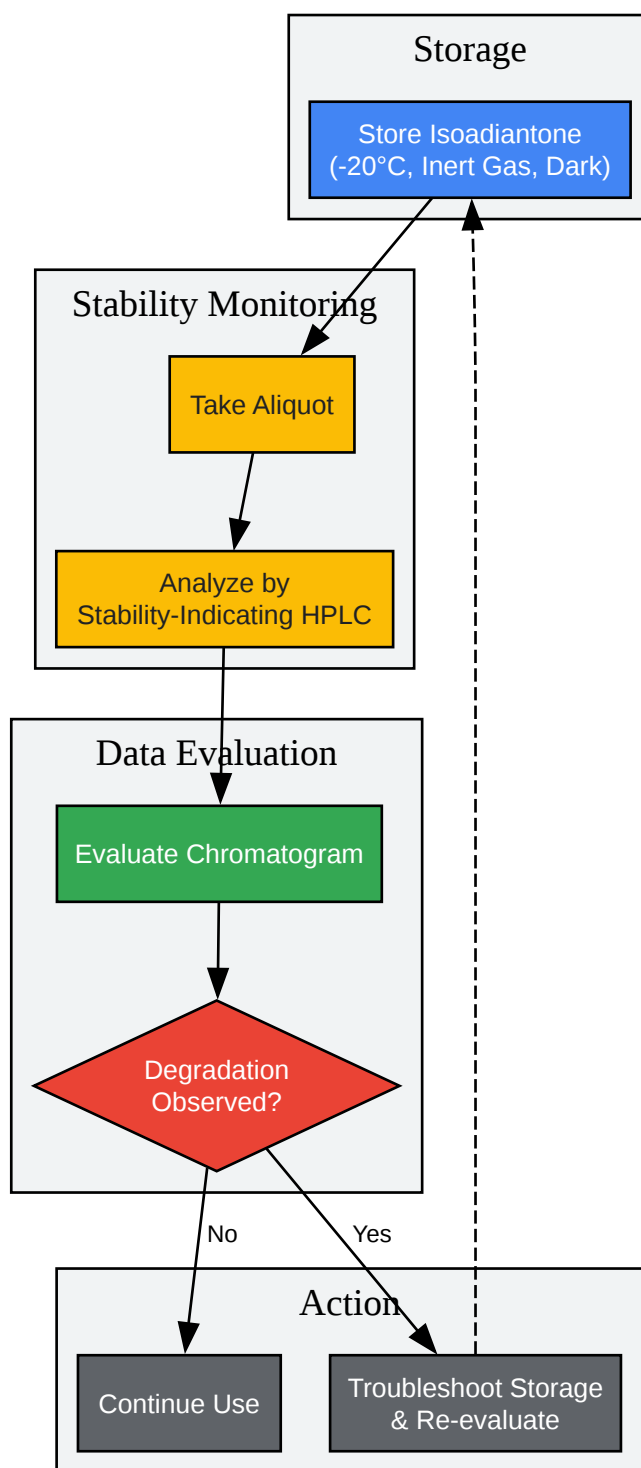 Storage
Store Isoadiantone
(-20°C, Inert Gas, Dark)
Stability Monitoring
Take Aliquot
Analyze by
Stability-Indicating HPLC
Data Evaluation
Evaluate Chromatogram
Degradation
Observed?
No
Yes
Action
Continue Use
Troubleshoot Storage
& Re-evaluate